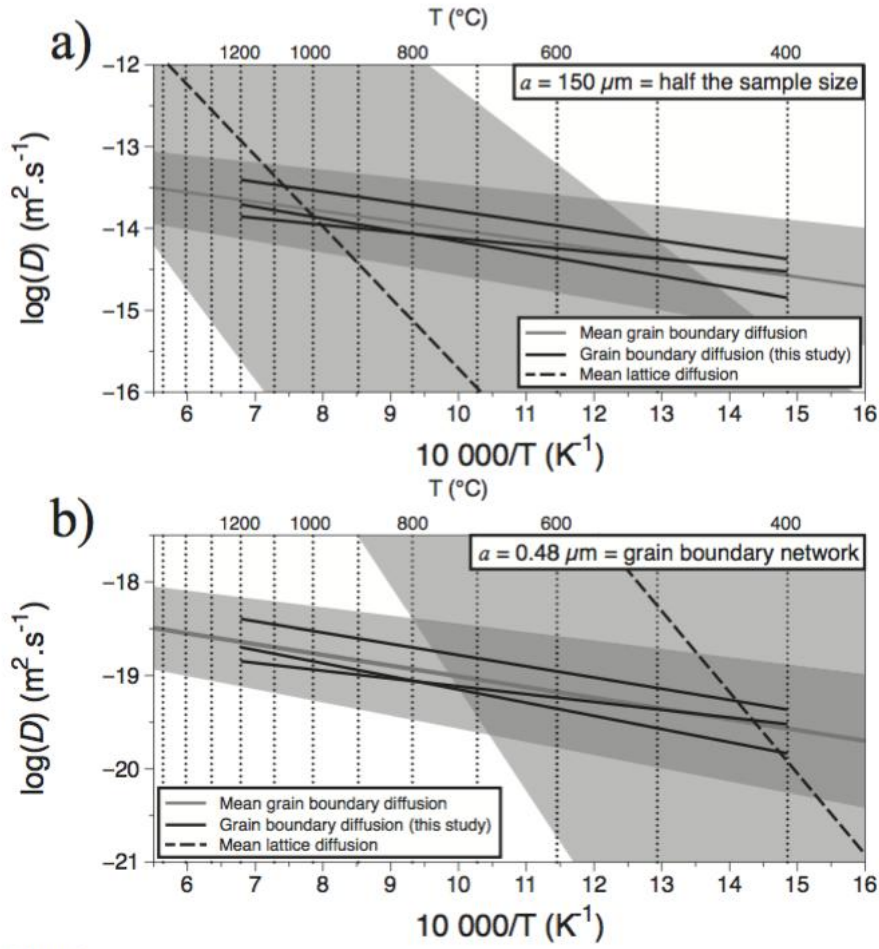 a)
T (°C)
1200 1000 800 600 400
a = 150 µm = half the sample size
−12
−13
−14
−15
−16
log(D) (m².s⁻¹)
Mean grain boundary diffusion
Grain boundary diffusion (this study)
Mean lattice diffusion
6 7 8 9 10 11 12 13 14 15 16
10 000/T (K⁻¹)
b)
T (°C)
1200 1000 800 600 400
a = 0.48 µm = grain boundary network
−18
−19
−20
−21
log(D) (m².s⁻¹)
Mean grain boundary diffusion
Grain boundary diffusion (this study)
Mean lattice diffusion
6 7 8 9 10 11 12 13 14 15 16
10 000/T (K⁻¹)